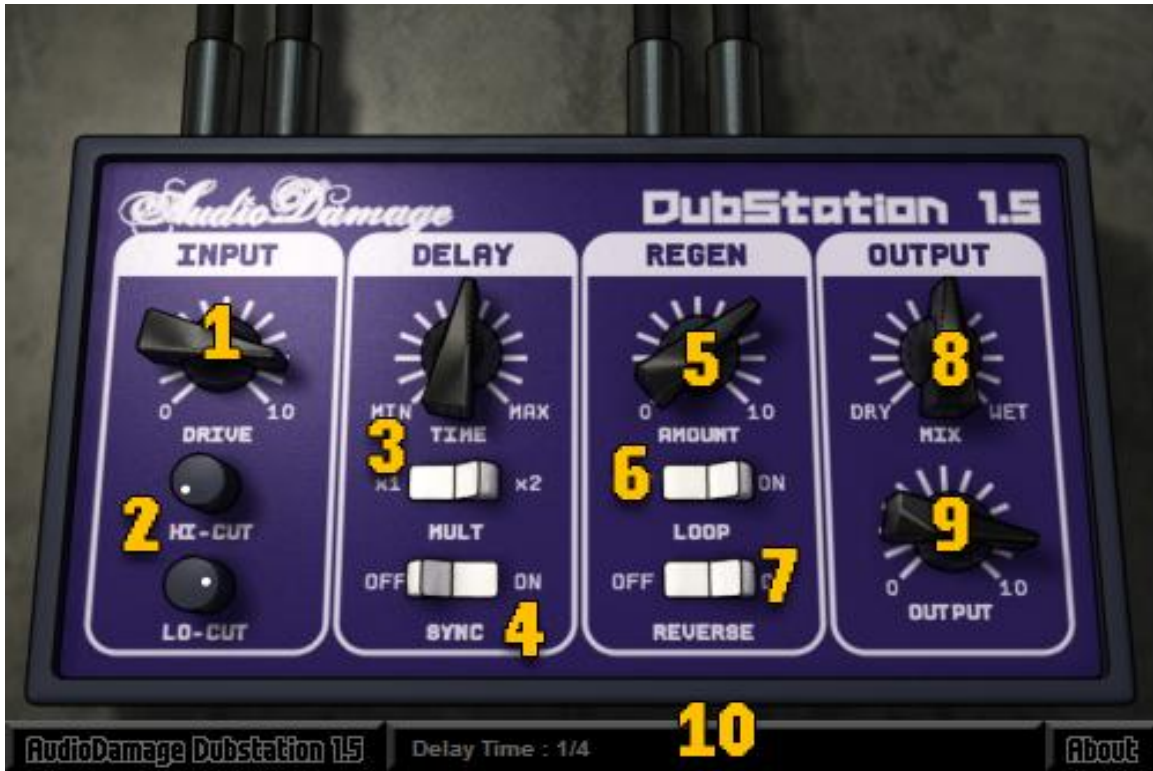 AudioDamage
DubStation 1.5
INPUT
DELAY
REGEN
OUTPUT
1
0 10
DRIVE
2
HI-CUT
LO-CUT
MIN MAX
TIME
3
x1 x2
MULT
OFF ON
SYNC
4
5
0 10
AMOUNT
6
ON
LOOP
7
OFF
REVERSE
8
DRY WET
MIX
9
0 10
OUTPUT
10
AudioDamage Dubstation 1.5
Delay Time : 1/4
About